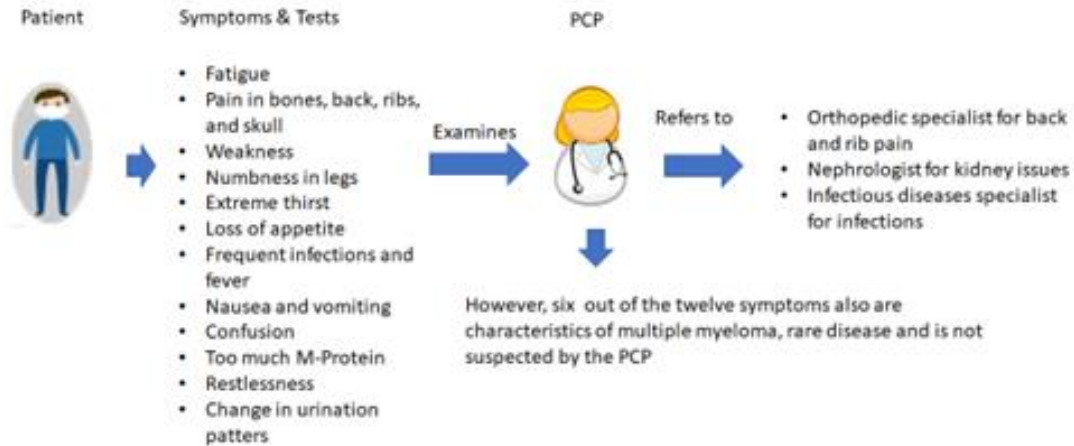 Patient
Symptoms & Tests
PCP
• Fatigue
• Pain in bones, back, ribs,
and skull
• Weakness
• Numbness in legs
• Extreme thirst
• Loss of appetite
• Frequent infections and
fever
• Nausea and vomiting
• Confusion
• Too much M-Protein
• Restlessness
• Change in urination
patters
Examines
Refers to
• Orthopedic specialist for back
and rib pain
• Nephrologist for kidney issues
• Infectious diseases specialist
for infections
However, six out of the twelve symptoms also are
characteristics of multiple myeloma, rare disease and is not
suspected by the PCP